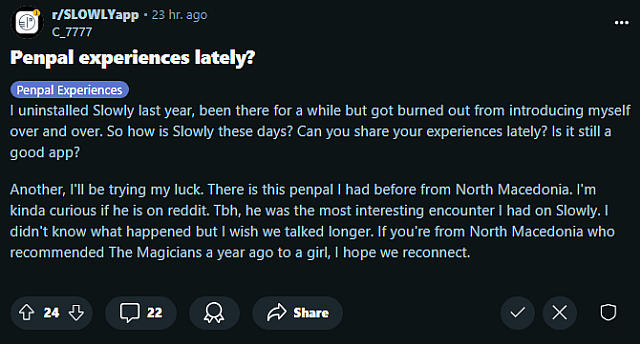 r/SLOWLYapp • 23 hr. ago
C_7777
Penpal experiences lately?
Penpal Experiences
I uninstalled Slowly last year, been there for a while but got burned out from introducing myself
over and over. So how is Slowly these days? Can you share your experiences lately? Is it still a
good app?
Another, I'll be trying my luck. There is this penpal I had before from North Macedonia. I'm
kinda curious if he is on reddit. Tbh, he was the most interesting encounter I had on Slowly. I
didn't know what happened but I wish we talked longer. If you're from North Macedonia who
recommended The Magicians a year ago to a girl, I hope we reconnect.
24 22 Share